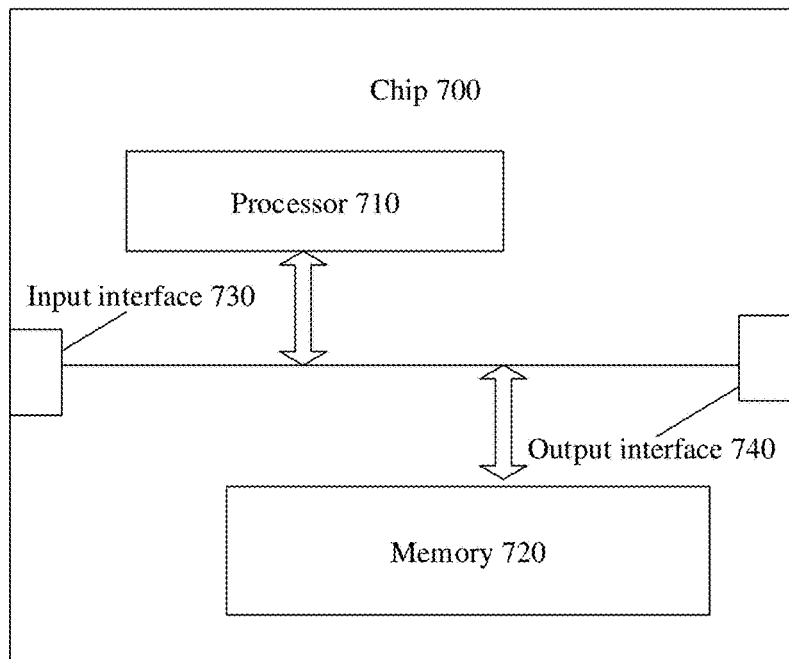 Chip 700
Processor 710
Input interface 730
Output interface 740
Memory 720